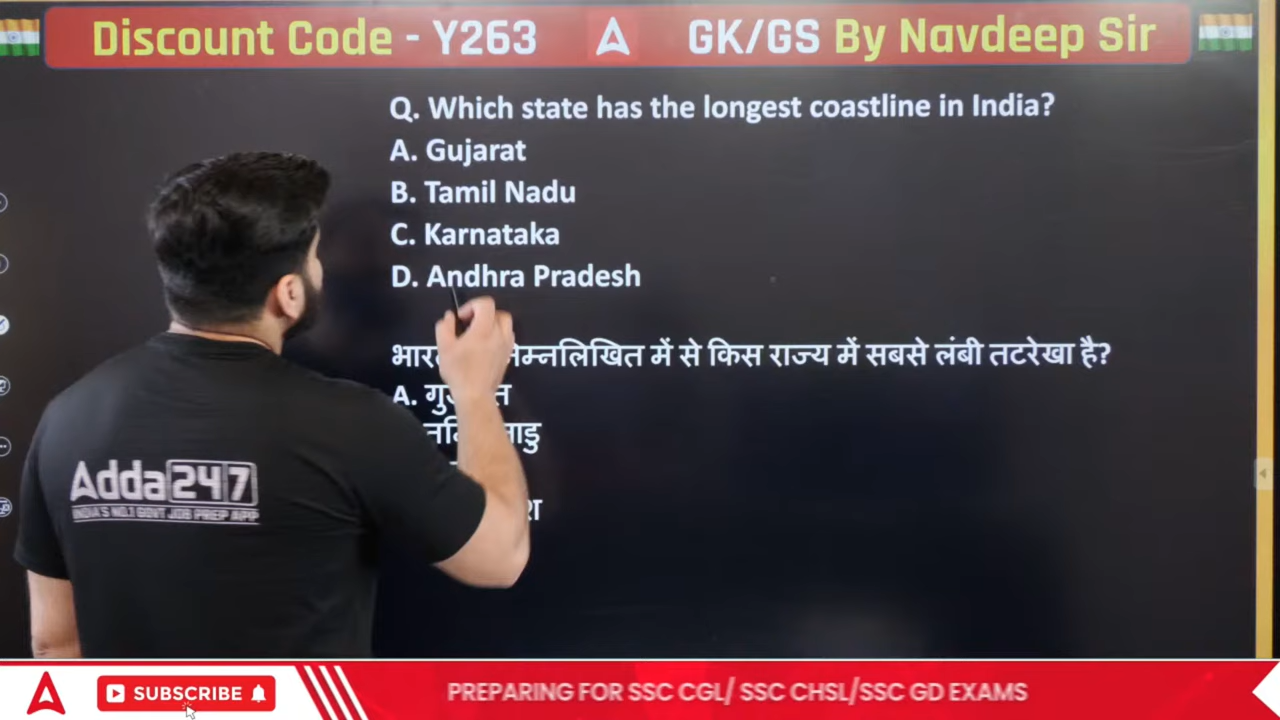 Discount Code - Y263 GK/GS By Navdeep Sir
Q. Which state has the longest coastline in India?
A. Gujarat
B. Tamil Nadu
C. Karnataka
D. Andhra Pradesh
में से किस राज्य में सबसे लंबी तटरेखा है?
A.
Adda247
INDIA'S NO.1 GOVT JOB PREP APP
SUBSCRIBE
PREPARING FOR SSC CGL/ SSC CHSL/SSC GD EXAMS